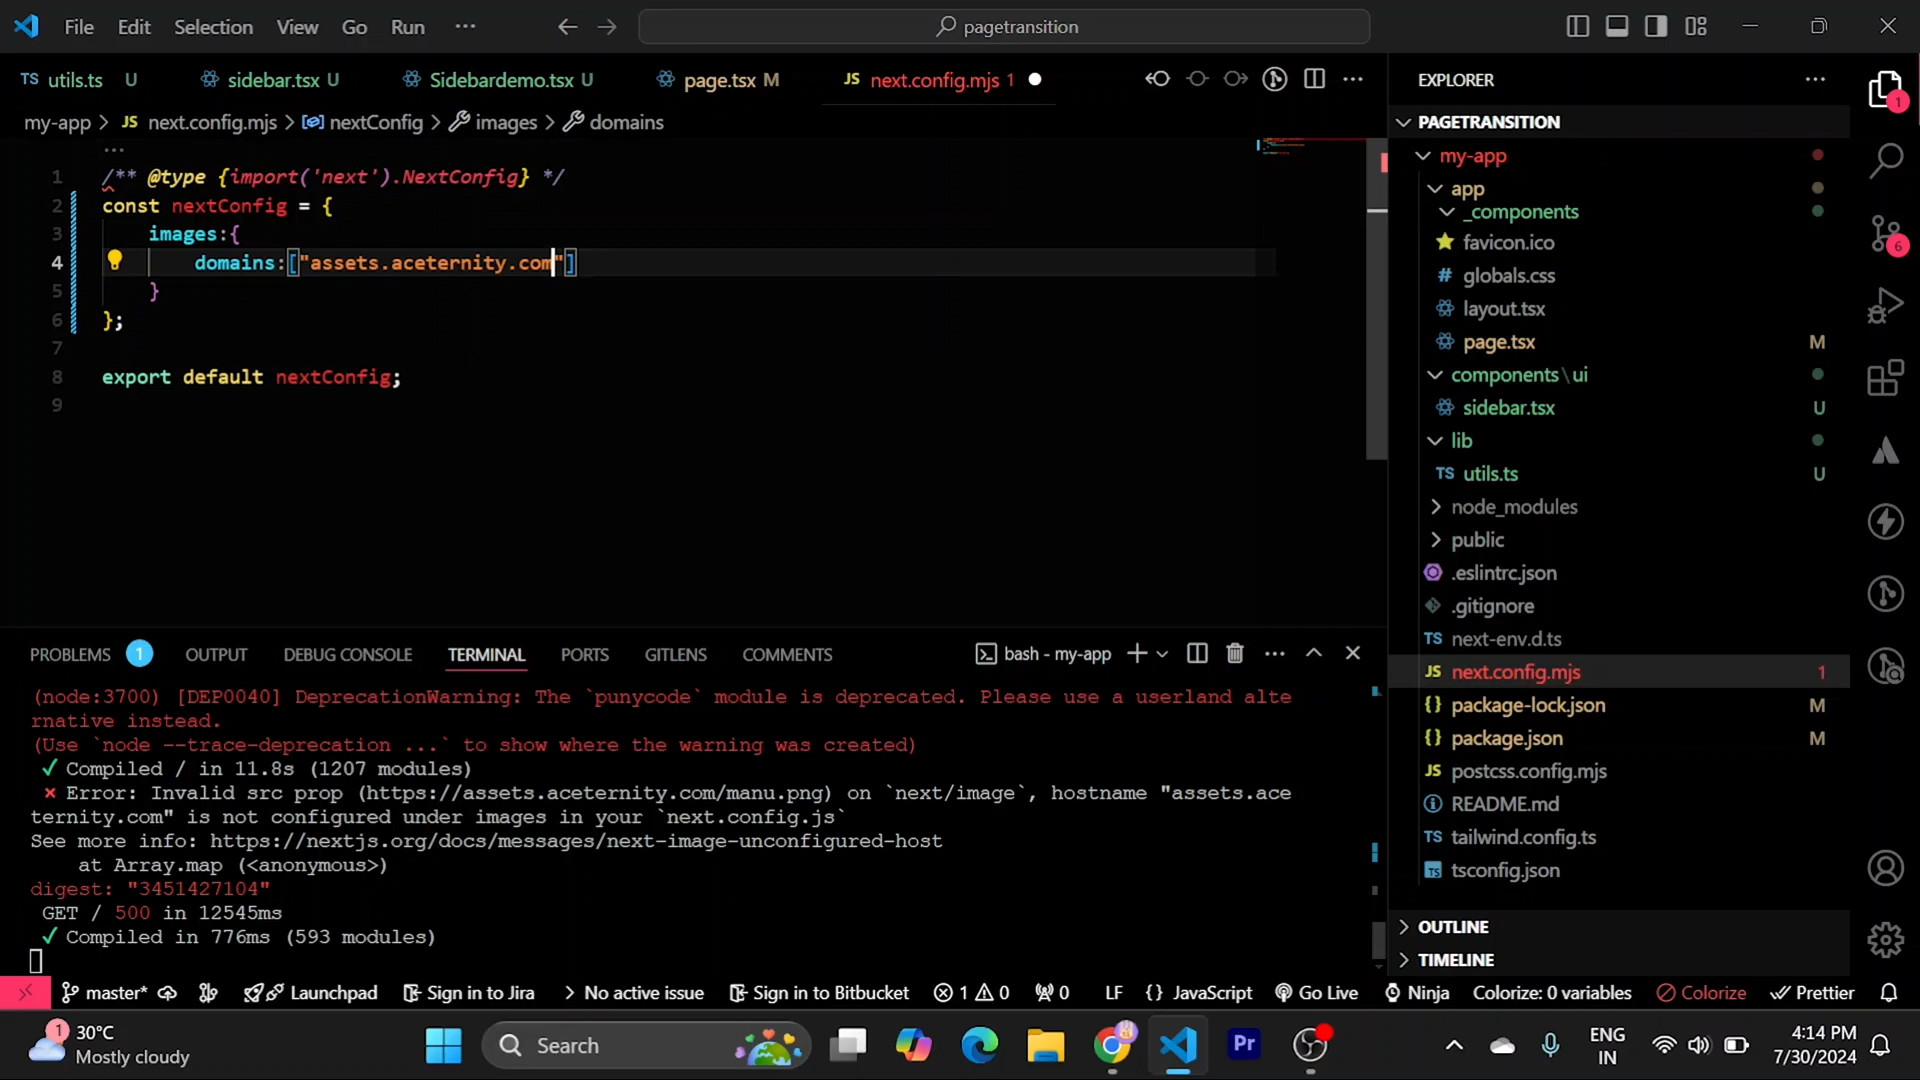 File Edit Selection View Go Run ···
pagetransition
TS utils.ts U sidebar.tsx U Sidebardemo.tsx U page.tsx M JS next.config.mjs 1
my-app > JS next.config.mjs > nextConfig > images > domains
1 /** @type {import('next').NextConfig} */
2 const nextConfig = {
3 images:{
4 domains:["assets.aceternity.com"]
5 }
6 };
7
8 export default nextConfig;
9
EXPLORER
PAGETRANSITION
my-app
app
_components
favicon.ico
# globals.css
layout.tsx
page.tsx M
components\ui
sidebar.tsx U
lib
TS utils.ts U
node_modules
public
.eslintrc.json
.gitignore
TS next-env.d.ts
JS next.config.mjs 1
{} package-lock.json M
{} package.json M
JS postcss.config.mjs
README.md
TS tailwind.config.ts
TS tsconfig.json
OUTLINE
TIMELINE
1
6
PROBLEMS 1 OUTPUT DEBUG CONSOLE TERMINAL PORTS GITLENS COMMENTS bash - my-app
(node:3700) [DEP0040] DeprecationWarning: The `punycode` module is deprecated. Please use a userland alte
rnative instead.
(Use `node --trace-deprecation ...` to show where the warning was created)
✓ Compiled / in 11.8s (1207 modules)
⨯ Error: Invalid src prop (https://assets.aceternity.com/manu.png) on `next/image`, hostname "assets.ace
ternity.com" is not configured under images in your `next.config.js`
See more info: https://nextjs.org/docs/messages/next-image-unconfigured-host
at Array.map (<anonymous>)
digest: "3451427104"
GET / 500 in 12545ms
✓ Compiled in 776ms (593 modules)
master* Launchpad Sign in to Jira > No active issue Sign in to Bitbucket 1 0 0 LF {} JavaScript Go Live Ninja Colorize: 0 variables Colorize Prettier
1 30°C
Mostly cloudy
Search
Pr
ENG
IN
4:14 PM
7/30/2024